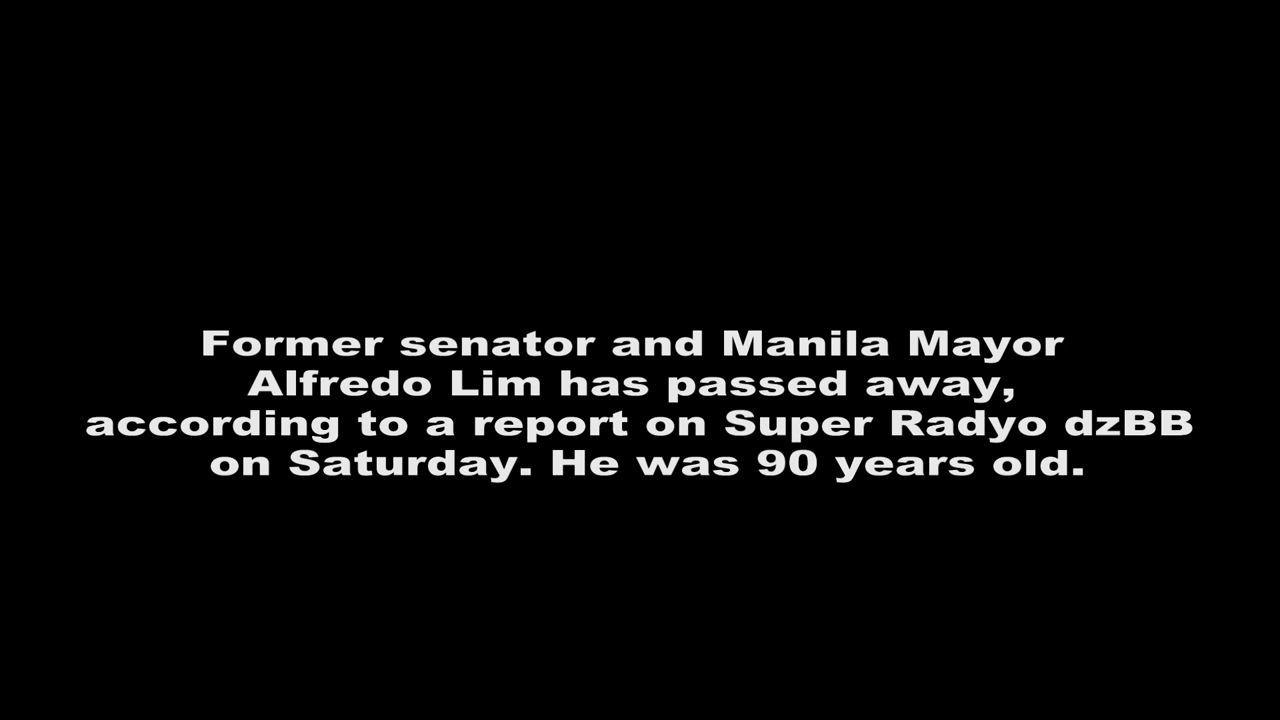 Former senator and Manila Mayor
Alfredo Lim has passed away,
according to a report on Super Radyo dzBB
on Saturday. He was 90 years old.